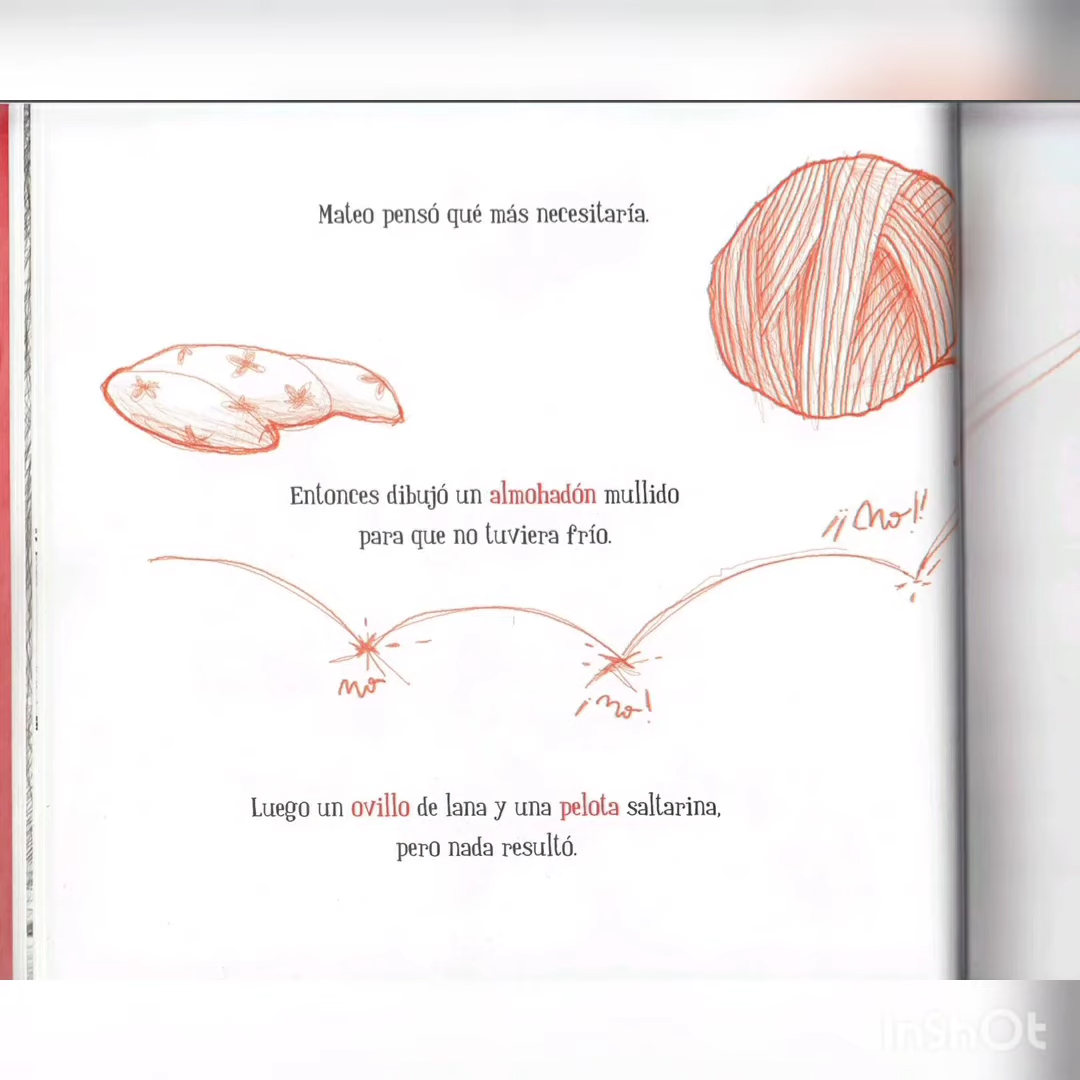 Mateo pensó qué más necesitaría.
Entonces dibujó un almohadón mullido
para que no tuviera frío.
¡¡No!!
no
¡No!
Luego un ovillo de lana y una pelota saltarina,
pero nada resultó.
InShOt